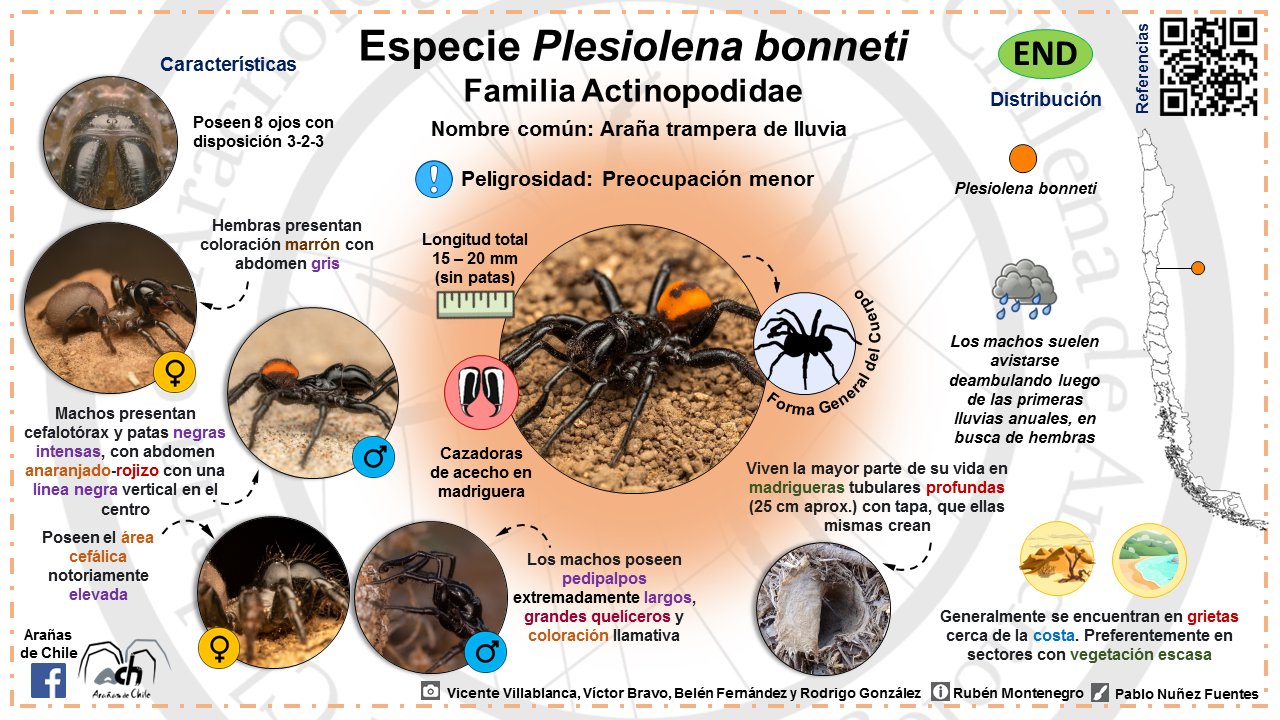 Especie Plesiolena bonneti
Familia Actinopodidae
Nombre común: Araña trampera de lluvia
Peligrosidad: Preocupación menor
Características
Poseen 8 ojos con
disposición 3-2-3
Hembras presentan
coloración marrón con
abdomen gris
Machos presentan
cefalotórax y patas negras
intensas, con abdomen
anaranjado-rojizo con una
línea negra vertical en el
centro
Poseen el área
cefálica
notoriamente
elevada
Longitud total
15 – 20 mm
(sin patas)
Cazadoras
de acecho en
madriguera
Forma General del Cuerpo
Los machos poseen
pedipalpos
extremadamente largos,
grandes quelíceros y
coloración llamativa
Viven la mayor parte de su vida en
madrigueras tubulares profundas
(25 cm aprox.) con tapa, que ellas
mismas crean
END
Distribución
Referencias
Plesiolena bonneti
Los machos suelen
avistarse
deambulando luego
de las primeras
lluvias anuales, en
busca de hembras
Generalmente se encuentran en grietas
cerca de la costa. Preferentemente en
sectores con vegetación escasa
Arañas
de Chile
ach
Arañas de Chile
Vicente Villablanca, Víctor Bravo, Belén Fernández y Rodrigo González
Rubén Montenegro
Pablo Nuñez Fuentes